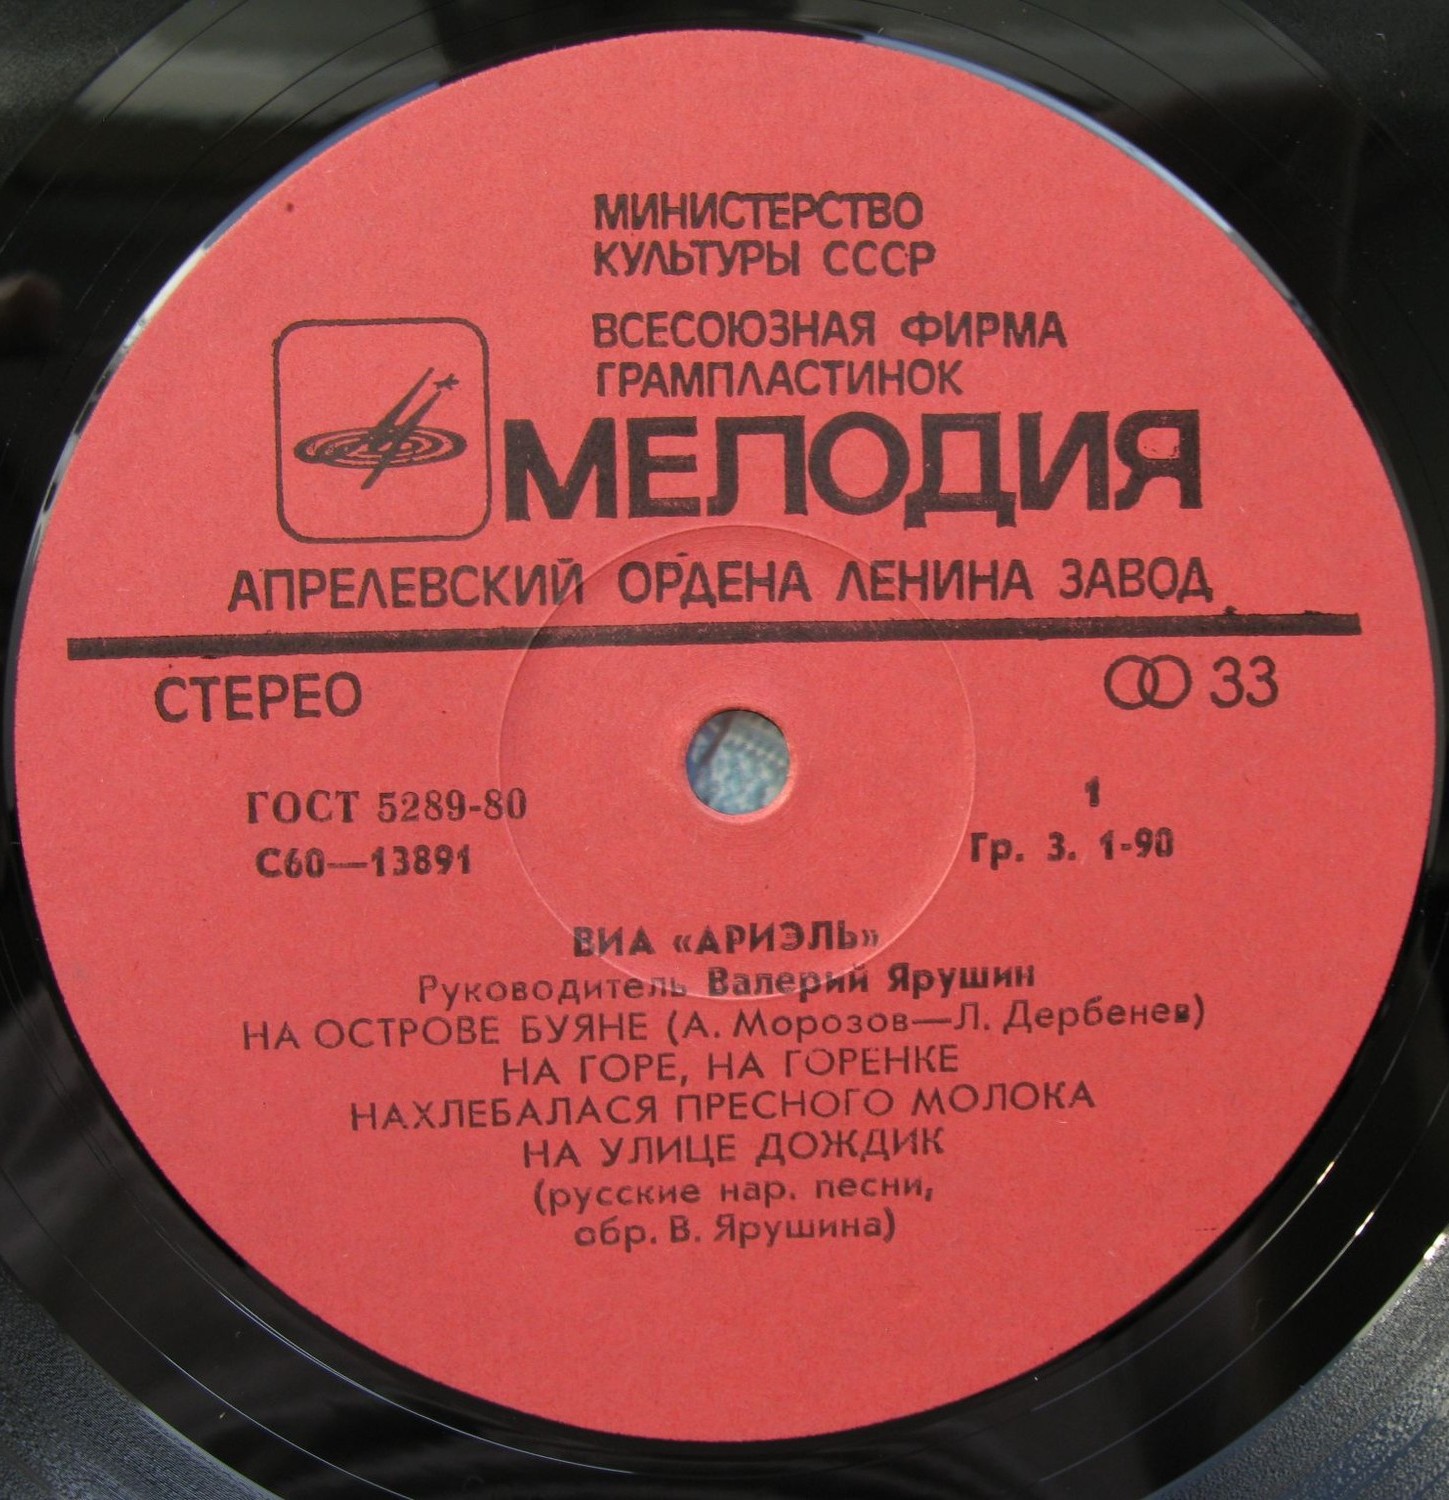 МИНИСТЕРСТВО
КУЛЬТУРЫ СССР
ВСЕСОЮЗНАЯ ФИРМА
ГРАМПЛАСТИНОК
МЕЛОДИЯ
АПРЕЛЕВСКИЙ ОРДЕНА ЛЕНИНА ЗАВОД
СТЕРЕО
33
ГОСТ 5289-80
1
С60—13891
Гр. 3. 1-90
ВИА «АРИЭЛЬ»
Руководитель Валерий Ярушин
НА ОСТРОВЕ БУЯНЕ (А. Морозов—Л. Дербенев)
НА ГОРЕ, НА ГОРЕНКЕ
НАХЛЕБАЛАСЯ ПРЕСНОГО МОЛОКА
НА УЛИЦЕ ДОЖДИК
(русские нар. песни,
обр. В. Ярушина)